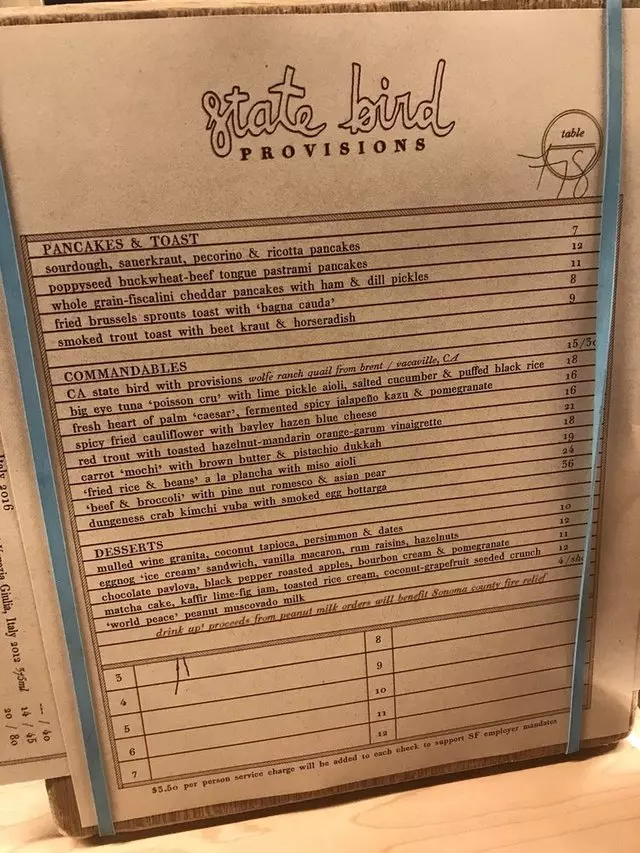 state bird
PROVISIONS
table
PANCAKES & TOAST
sourdough, sauerkraut, pecorino & ricotta pancakes 7
poppyseed buckwheat-beef tongue pastrami pancakes 12
whole grain-fiscalini cheddar pancakes with ham & dill pickles 11
fried brussels sprouts toast with 'bagna cauda' 8
smoked trout toast with beet kraut & horseradish 9
COMMANDABLES
CA state bird with provisions wolfe ranch quail from brent / vacaville, CA 15/30
big eye tuna 'poisson cru' with lime pickle aioli, salted cucumber & puffed black rice 18
fresh heart of palm 'caesar', fermented spicy jalapeño kazu & pomegranate 16
spicy fried cauliflower with bayley hazen blue cheese 16
red trout with toasted hazelnut-mandarin orange-garum vinaigrette 21
carrot 'mochi' with brown butter & pistachio dukkah 18
'fried rice & beans' a la plancha with miso aioli 19
'beef & broccoli' with pine nut romesco & asian pear 24
dungeness crab kimchi yuba with smoked egg bottarga 36
DESSERTS
mulled wine granita, coconut tapioca, persimmon & dates 10
eggnog 'ice cream' sandwich, vanilla macaron, rum raisins, hazelnuts 12
chocolate pavlova, black pepper roasted apples, bourbon cream & pomegranate 11
matcha cake, kaffir lime-fig jam, toasted rice cream, coconut-grapefruit seeded crunch 12
'world peace' peanut muscovado milk 4/sho
drink up! proceeds from peanut milk orders will benefit Sonoma county fire relief
3 8
4 9
5 10
6 11
7 12
$3.50 per person service charge will be added to each check to support SF employer mandates
Italy 2016
Giulia, Italy 2012 375ml
-- / 40
14 / 45
20 / 80